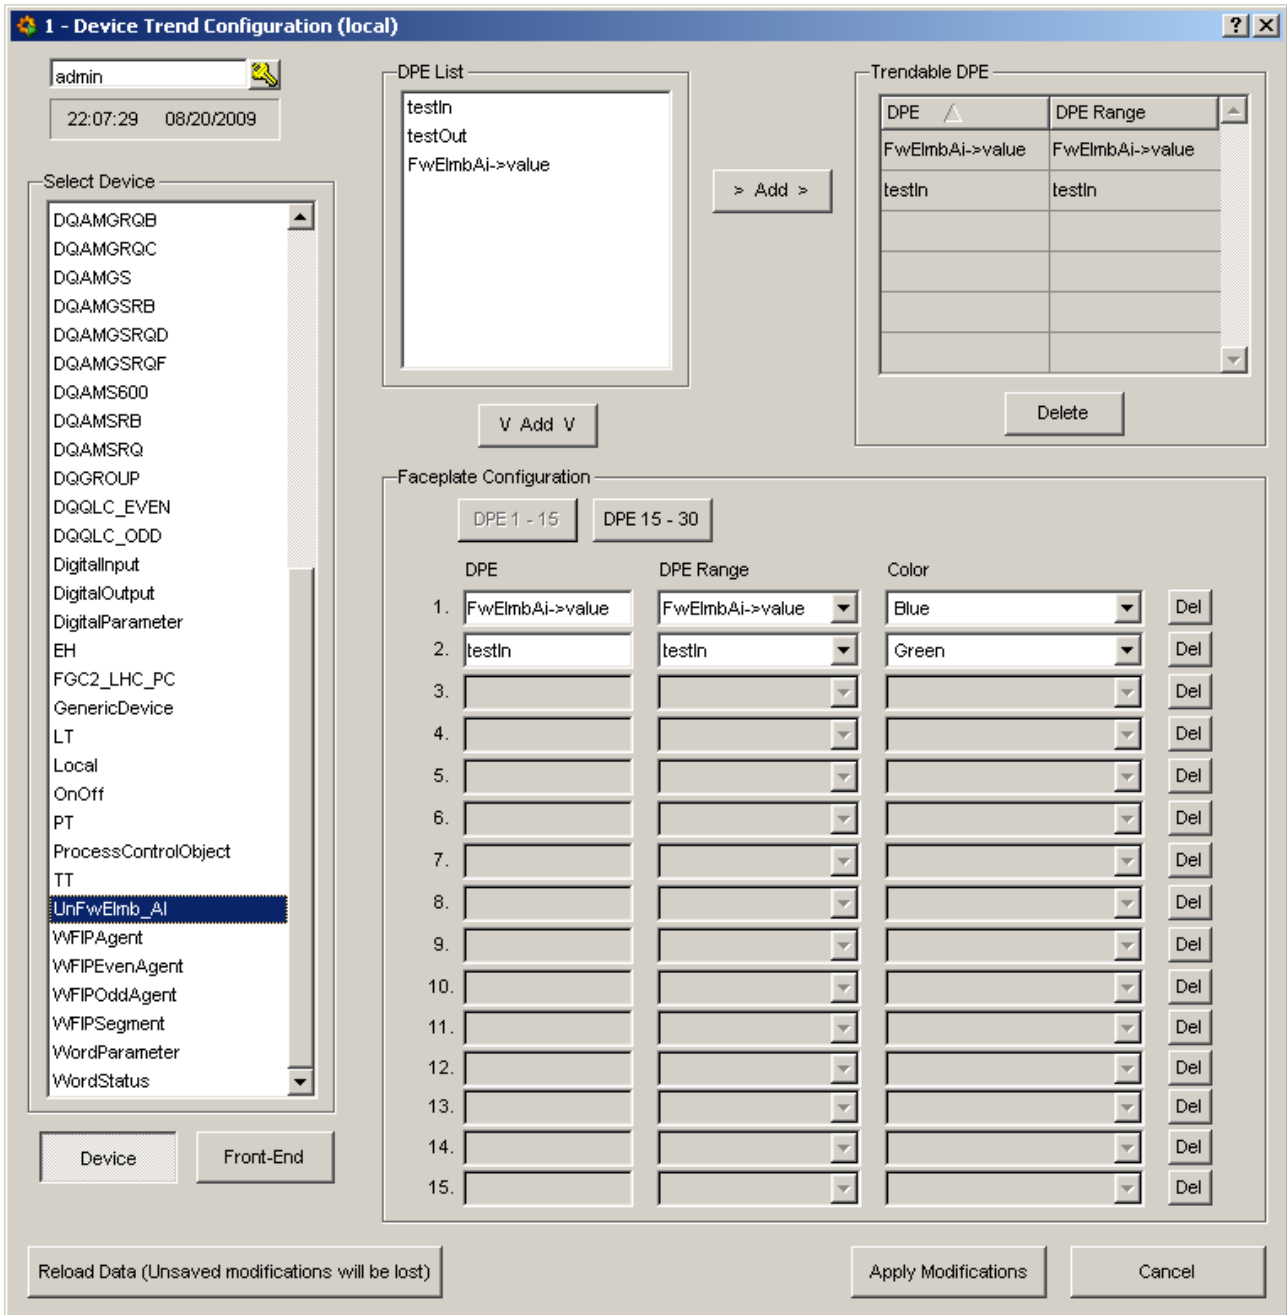 1 - Device Trend Configuration (local)
admin
22:07:29 08/20/2009
Select Device
DQAMGRQB
DQAMGRQC
DQAMGS
DQAMGSRB
DQAMGSRQD
DQAMGSRQF
DQAMS600
DQAMSRB
DQAMSRQ
DQGROUP
DQQLC_EVEN
DQQLC_ODD
DigitalInput
DigitalOutput
DigitalParameter
EH
FGC2_LHC_PC
GenericDevice
LT
Local
OnOff
PT
ProcessControlObject
TT
UnFwElmb_AI
WFIPAgent
WFIPEvenAgent
WFIPOddAgent
WFIPSegment
WordParameter
WordStatus
Device Front-End
DPE List
testIn
testOut
FwElmbAi->value
> Add >
V Add V
Trendable DPE
DPE DPE Range
FwElmbAi->value FwElmbAi->value
testIn testIn
Delete
Faceplate Configuration
DPE 1 - 15 DPE 15 - 30
DPE DPE Range Color
1. FwElmbAi->value FwElmbAi->value Blue Del
2. testIn testIn Green Del
3. Del
4. Del
5. Del
6. Del
7. Del
8. Del
9. Del
10. Del
11. Del
12. Del
13. Del
14. Del
15. Del
Reload Data (Unsaved modifications will be lost) Apply Modifications Cancel